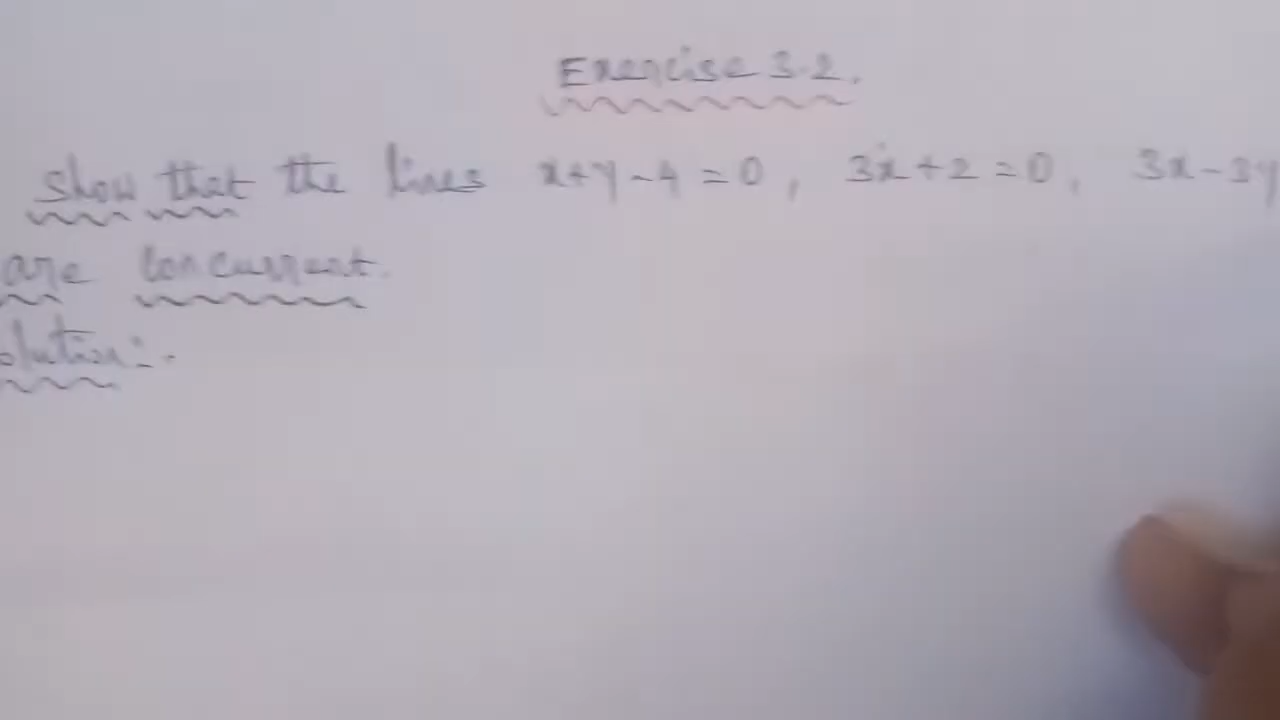 Exercise 3.2.
Show that the lines x+y-4=0, 3x+2=0, 3x-3y
are concurrent.
olution:-